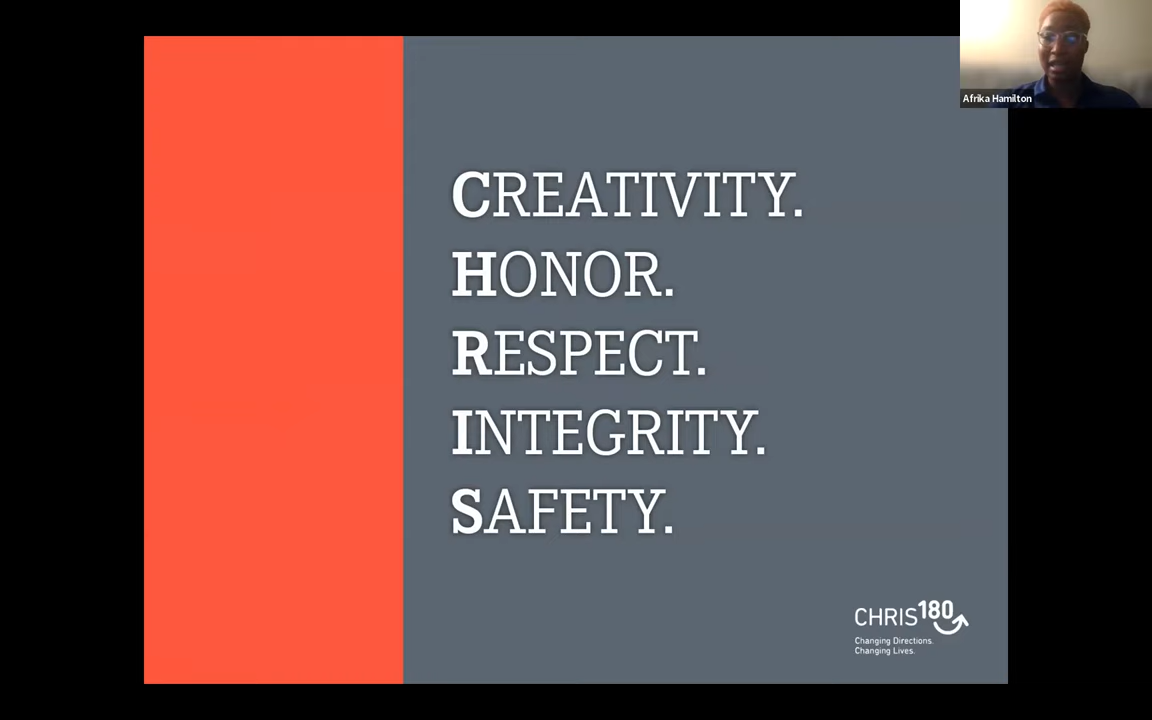 Afrika Hamilton
CREATIVITY.
HONOR.
RESPECT.
INTEGRITY.
SAFETY.
CHRIS180
Changing Directions.
Changing Lives.